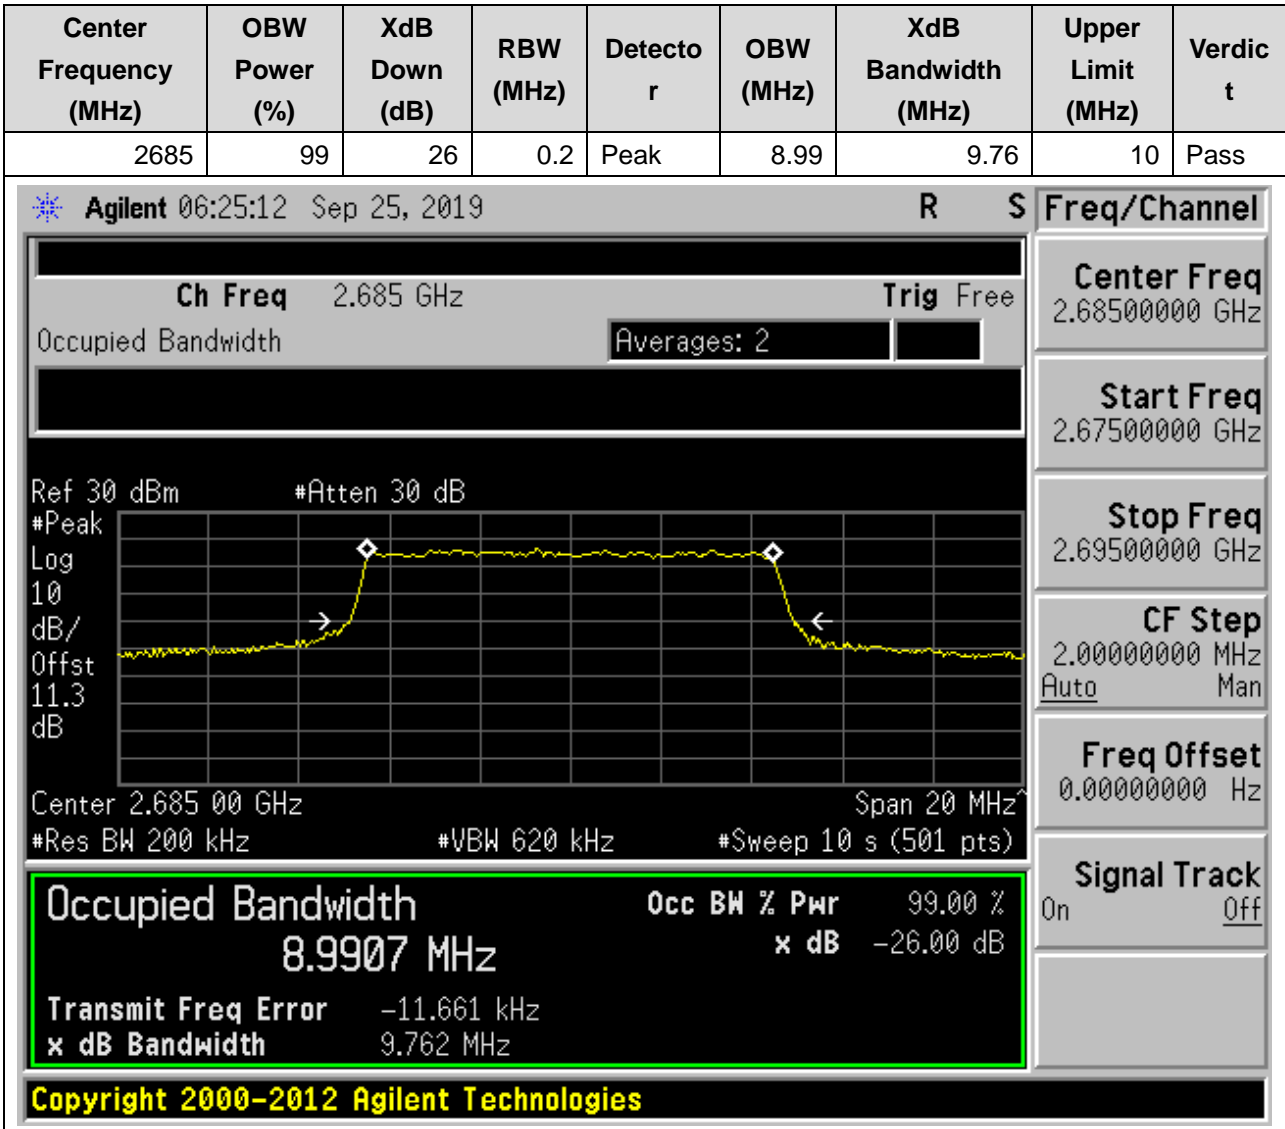 Center Frequency (MHz) OBW Power (%) XdB Down (dB) RBW (MHz) Detector OBW (MHz) XdB Bandwidth (MHz) Upper Limit (MHz) Verdict
2685 99 26 0.2 Peak 8.99 9.76 10 Pass
Agilent 06:25:12 Sep 25, 2019 R S Freq/Channel
Ch Freq 2.685 GHz Trig Free
Occupied Bandwidth Averages: 2
Center Freq
2.68500000 GHz
Start Freq
2.67500000 GHz
Stop Freq
2.69500000 GHz
CF Step
2.00000000 MHz
Auto Man
Freq Offset
0.00000000 Hz
Signal Track
On Off
Ref 30 dBm #Atten 30 dB
#Peak
Log
10
dB/
Offst
11.3
dB
Center 2.685 00 GHz Span 20 MHz^
#Res BW 200 kHz #VBW 620 kHz #Sweep 10 s (501 pts)
Occupied Bandwidth Occ BW % Pwr 99.00 %
8.9907 MHz x dB -26.00 dB
Transmit Freq Error -11.661 kHz
x dB Bandwidth 9.762 MHz
Copyright 2000-2012 Agilent Technologies